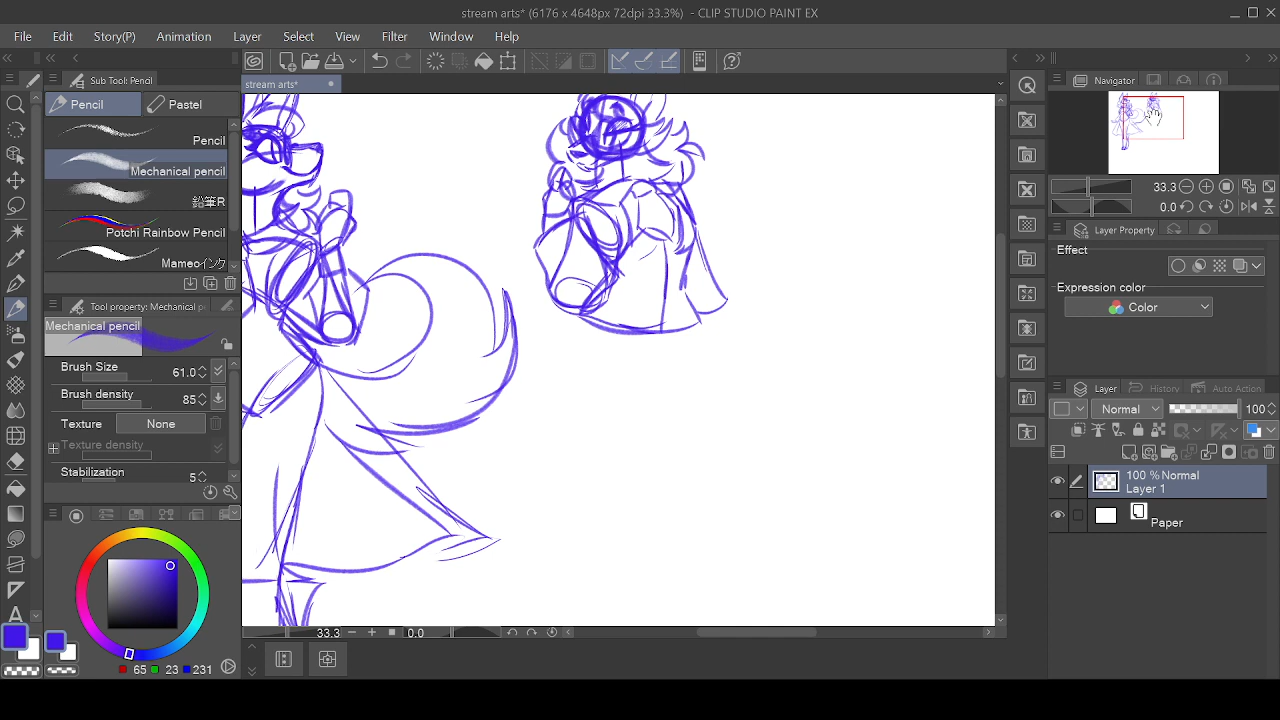 stream arts* (6176 x 4648px 72dpi 33.3%) - CLIP STUDIO PAINT EX
File Edit Story(P) Animation Layer Select View Filter Window Help
Sub Tool: Pencil
stream arts*
Navigator
Pencil Pastel
Pencil
Mechanical pencil
鉛筆R
Potchi Rainbow Pencil
Mameインク
33.3
0.0
Layer Property
Effect
Expression color
Color
Tool property: Mechanical pe
Mechanical pencil
Brush Size 61.0
Brush density 85
Texture None
Texture density
Stabilization 5
Layer History Auto Action
Normal 100
100 % Normal
Layer 1
Paper
33.3 0.0
65 23 231
A